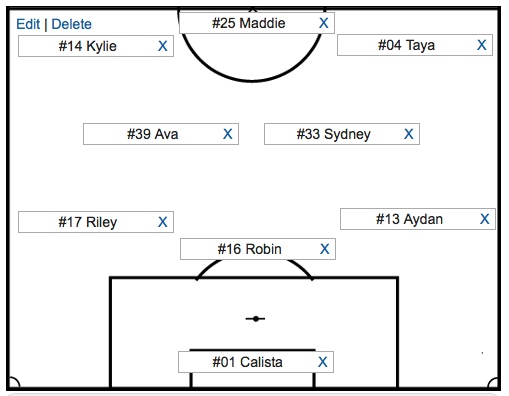 Edit | Delete
#25 Maddie X
#14 Kylie X
#04 Taya X
#39 Ava X
#33 Sydney X
#17 Riley X
#13 Aydan X
#16 Robin X
#01 Calista X